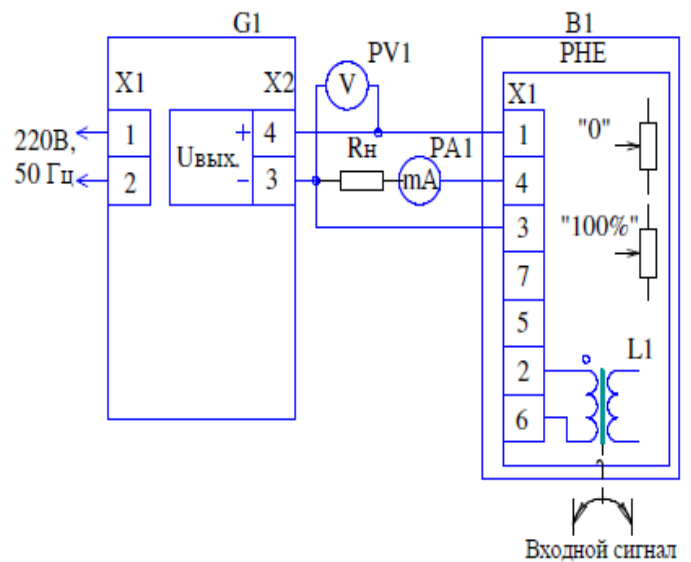 G1
B1
PV1
PHE
X1
X2
V
X1
220В,
50 Гц
1
2
Uвых.
+
−
4
3
Rн
PA1
mA
1
4
3
7
5
2
6
"0"
"100%"
L1
Входной сигнал